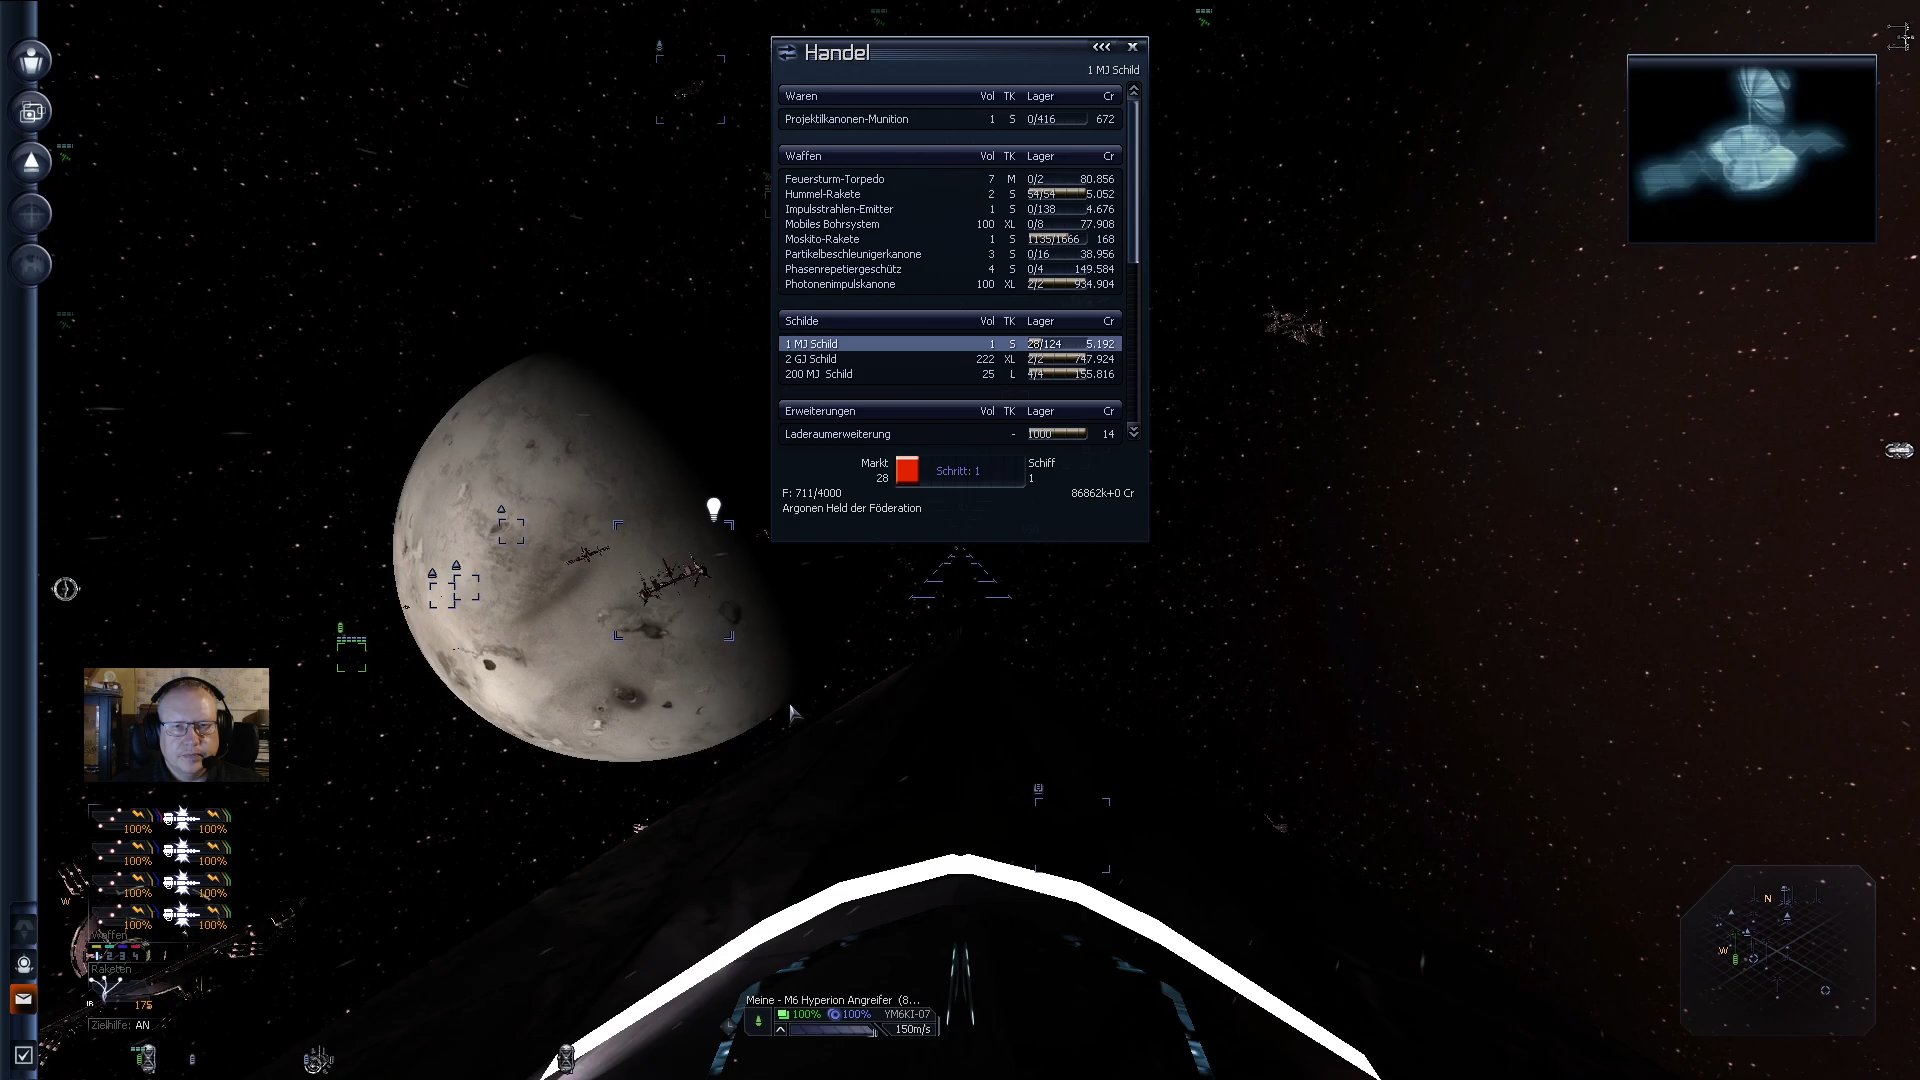 Handel
1 MJ Schild
Waren Vol TK Lager Cr
Projektilkanonen-Munition 1 S 0/416 672
Waffen Vol TK Lager Cr
Feuersturm-Torpedo 7 M 0/2 80.856
Hummel-Rakete 2 S 54/54 5.052
Impulsstrahlen-Emitter 1 S 0/138 4.676
Mobiles Bohrsystem 100 XL 0/8 77.908
Moskito-Rakete 1 S 1135/1666 168
Partikelbeschleunigerkanone 3 S 0/16 38.956
Phasenrepetiergeschütz 4 S 0/4 149.584
Photonenimpulskanone 100 XL 2/2 934.904
Schilde Vol TK Lager Cr
1 MJ Schild 1 S 28/124 5.192
2 GJ Schild 222 XL 2/2 747.924
200 MJ Schild 25 L 4/4 155.816
Erweiterungen Vol TK Lager Cr
Laderaumerweiterung - 1000 14
Markt Schritt: 1 Schiff
28 1
F: 711/4000 86862k+0 Cr
Argonen Held der Föderation
100% 100%
100% 100%
100% 100%
100% 100%
W
Waffen
1 2 3 4
Raketen
175
Zielhilfe: AN
Meine - M6 Hyperion Angreifer (8...
100% 100% YM6KI-07
150m/s
N
W